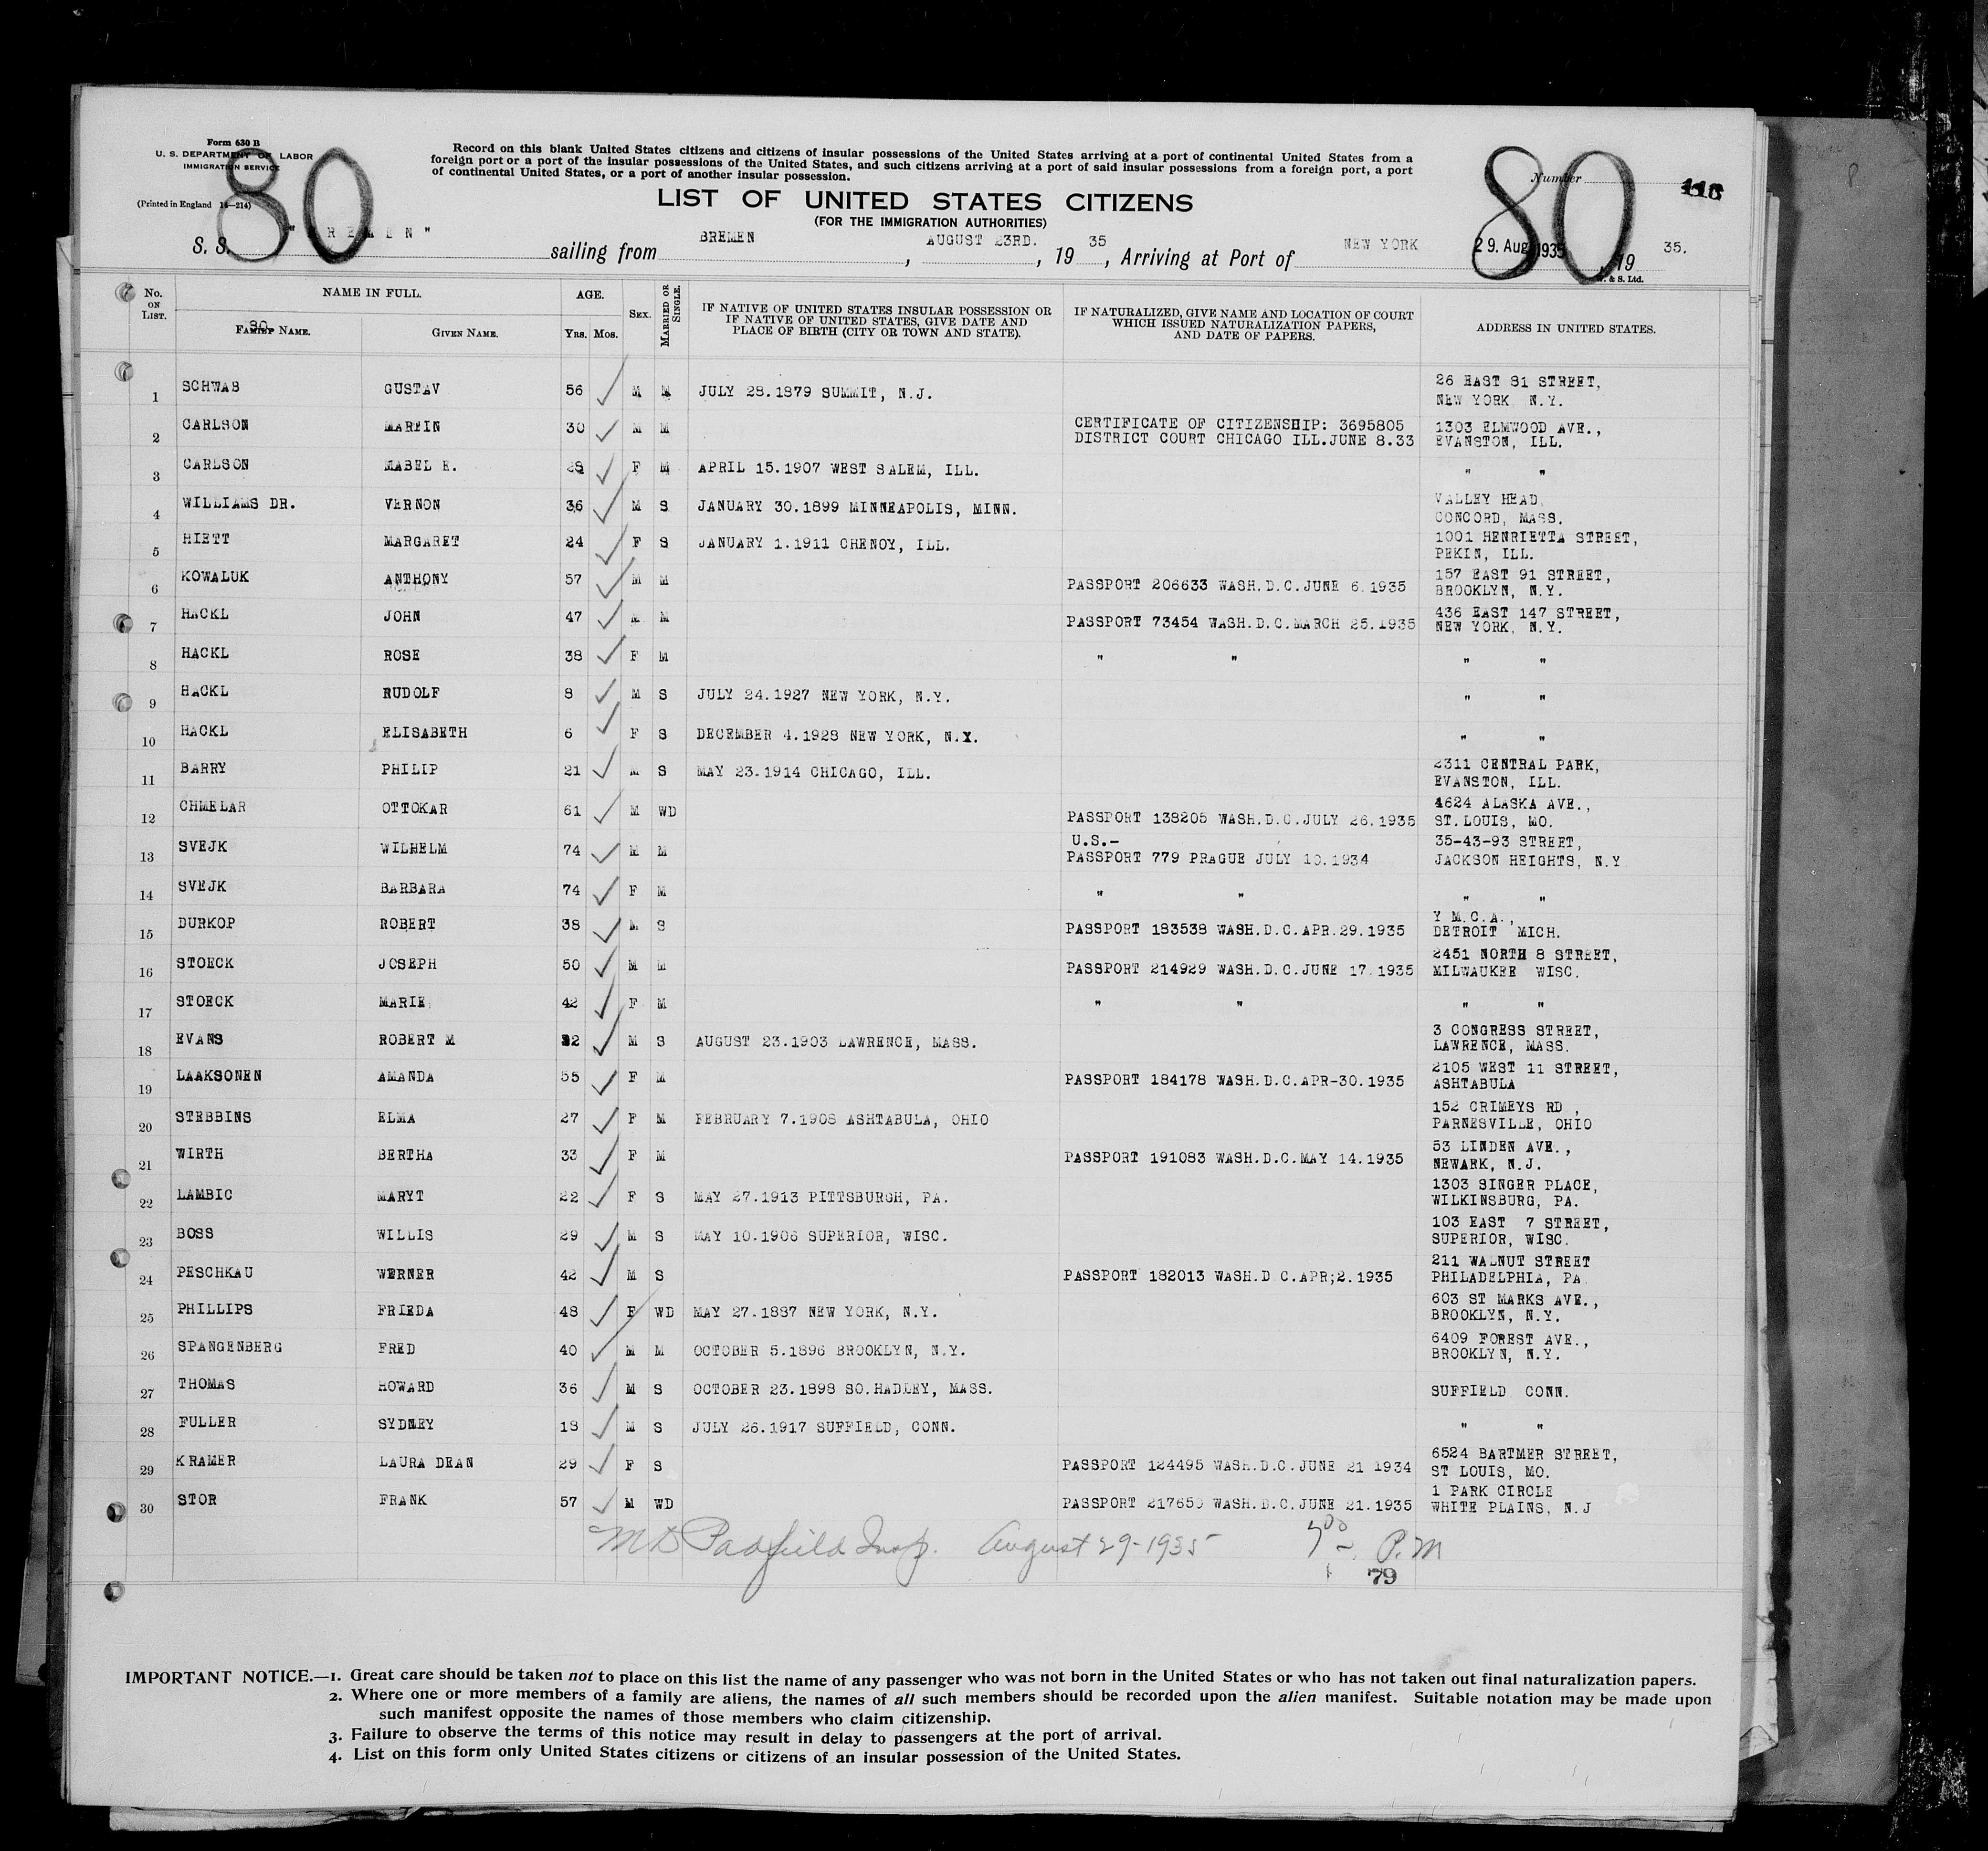 Form 630 B
U. S. DEPARTMENT OF LABOR
IMMIGRATION SERVICE
(Printed in England 14—214)
80
Record on this blank United States citizens and citizens of insular possessions of the United States arriving at a port of continental United States from a
foreign port or a port of the insular possessions of the United States, and such citizens arriving at a port of said insular possessions from a foreign port, a port
of continental United States, or a port of another insular possession.
LIST OF UNITED STATES CITIZENS
(FOR THE IMMIGRATION AUTHORITIES)
Number
80
S. S. "BREMEN" sailing from BREMEN, AUGUST 23RD., 1935, Arriving at Port of NEW YORK 29. Aug 1935, 1935.
& S. Ltd.
No. ON LIST. NAME IN FULL. AGE. SEX. MARRIED OR SINGLE. IF NATIVE OF UNITED STATES INSULAR POSSESSION OR IF NATIVE OF UNITED STATES, GIVE DATE AND PLACE OF BIRTH (CITY OR TOWN AND STATE). IF NATURALIZED, GIVE NAME AND LOCATION OF COURT WHICH ISSUED NATURALIZATION PAPERS, AND DATE OF PAPERS. ADDRESS IN UNITED STATES.
80
FAMILY NAME. GIVEN NAME. YRS. MOS.
1 SCHWAB GUSTAV 56 M M JULY 28.1879 SUMMIT, N.J. 26 EAST 81 STREET,
NEW YORK N.Y.
2 CARLSON MARTIN 30 M M CERTIFICATE OF CITIZENSHIP: 3695805 1303 ELMWOOD AVE.,
DISTRICT COURT CHICAGO ILL.JUNE 8.33 EVANSTON, ILL.
3 CARLSON MABEL E. 28 F M APRIL 15.1907 WEST SALEM, ILL. " "
4 WILLIAMS DR. VERNON 36 M S JANUARY 30.1899 MINNEAPOLIS, MINN. VALLEY HEAD
CONCORD, MASS.
5 HIETT MARGARET 24 F S JANUARY 1.1911 CHENOY, ILL. 1001 HENRIETTA STREET,
PEKIN, ILL.
6 KOWALUK ANTHONY 57 M M PASSPORT 206633 WASH.D.C.JUNE 6.1935 157 EAST 91 STREET,
BROOKLYN, N.Y.
7 HACKL JOHN 47 M M PASSPORT 73454 WASH.D.C.MARCH 25.1935 436 EAST 147 STREET,
NEW YORK, N.Y.
8 HACKL ROSE 38 F M " " " "
9 HACKL RUDOLF 8 M S JULY 24.1927 NEW YORK, N.Y. " "
10 HACKL ELISABETH 6 F S DECEMBER 4.1928 NEW YORK, N.Y. " "
11 BARRY PHILIP 21 M S MAY 23.1914 CHICAGO, ILL. 2311 CENTRAL PARK,
EVANSTON, ILL.
12 CHMELAR OTTOKAR 61 M WD PASSPORT 138205 WASH.D.C.JULY 26.1935 4624 ALASKA AVE.,
ST.LOUIS, MO.
13 SVEJK WILHELM 74 M M U.S.- 35-43-93 STREET,
PASSPORT 779 PRAGUE JULY 10.1934 JACKSON HEIGHTS, N.Y
14 SVEJK BARBARA 74 F M " " " "
15 DURKOP ROBERT 38 M S PASSPORT 183538 WASH.D.C.APR.29.1935 Y M.C.A.,
DETROIT MICH.
16 STOECK JOSEPH 50 M M PASSPORT 214929 WASH.D.C.JUNE 17.1935 2451 NORTH 8 STREET,
MILWAUKEE WISC.
17 STOECK MARIE 42 F M " " " "
18 EVANS ROBERT M 32 M S AUGUST 23.1903 LAWRENCE, MASS. 3 CONGRESS STREET,
LAWRENCE, MASS.
19 LAAKSONEN AMANDA 55 F M PASSPORT 184178 WASH.D.C.APR-30.1935 2105 WEST 11 STREET,
ASHTABULA
20 STEBBINS ELMA 27 F M FEBRUARY 7.1908 ASHTABULA, OHIO 152 CRIMEYS RD ,
PARNESVILLE, OHIO
21 WIRTH BERTHA 33 F M PASSPORT 191083 WASH.D.C.MAY 14.1935 53 LINDEN AVE.,
NEWARK, N.J.
22 LAMBIC MARYT 22 F S MAY 27.1913 PITTSBURGH, PA. 1303 SINGER PLACE,
WILKINSBURG, PA.
23 BOSS WILLIS 29 M S MAY 10.1906 SUPERIOR, WISC. 103 EAST 7 STREET,
SUPERIOR, WISC.
24 PESCHKAU WERNER 42 M S PASSPORT 182013 WASH.D C.APR;2.1935 211 WALNUT STREET
PHILADELPHIA, PA.
25 PHILLIPS FRIEDA 48 F WD MAY 27.1887 NEW YORK, N.Y. 603 ST MARKS AVE.,
BROOKLYN, N.Y.
26 SPANGENBERG FRED 40 M M OCTOBER 5.1896 BROOKLYN, N.Y. 6409 FOREST AVE.,
BROOKLYN, N.Y.
27 THOMAS HOWARD 36 M S OCTOBER 23.1898 SO.HADLEY, MASS. SUFFIELD CONN.
28 FULLER SYDNEY 18 M S JULY 26.1917 SUFFIELD, CONN. " "
29 KRAMER LAURA DEAN 29 F S PASSPORT 124495 WASH.D.C.JUNE 21 1934 6524 BARTMER STREET,
ST LOUIS, MO.
30 STOR FRANK 57 M WD PASSPORT 217659 WASH.D.C.JUNE 21.1935 1 PARK CIRCLE
WHITE PLAINS, N.J
M D Padfield Insp. August 29-1935 P.M
79
IMPORTANT NOTICE.—1. Great care should be taken not to place on this list the name of any passenger who was not born in the United States or who has not taken out final naturalization papers.
2. Where one or more members of a family are aliens, the names of all such members should be recorded upon the alien manifest. Suitable notation may be made upon
such manifest opposite the names of those members who claim citizenship.
3. Failure to observe the terms of this notice may result in delay to passengers at the port of arrival.
4. List on this form only United States citizens or citizens of an insular possession of the United States.